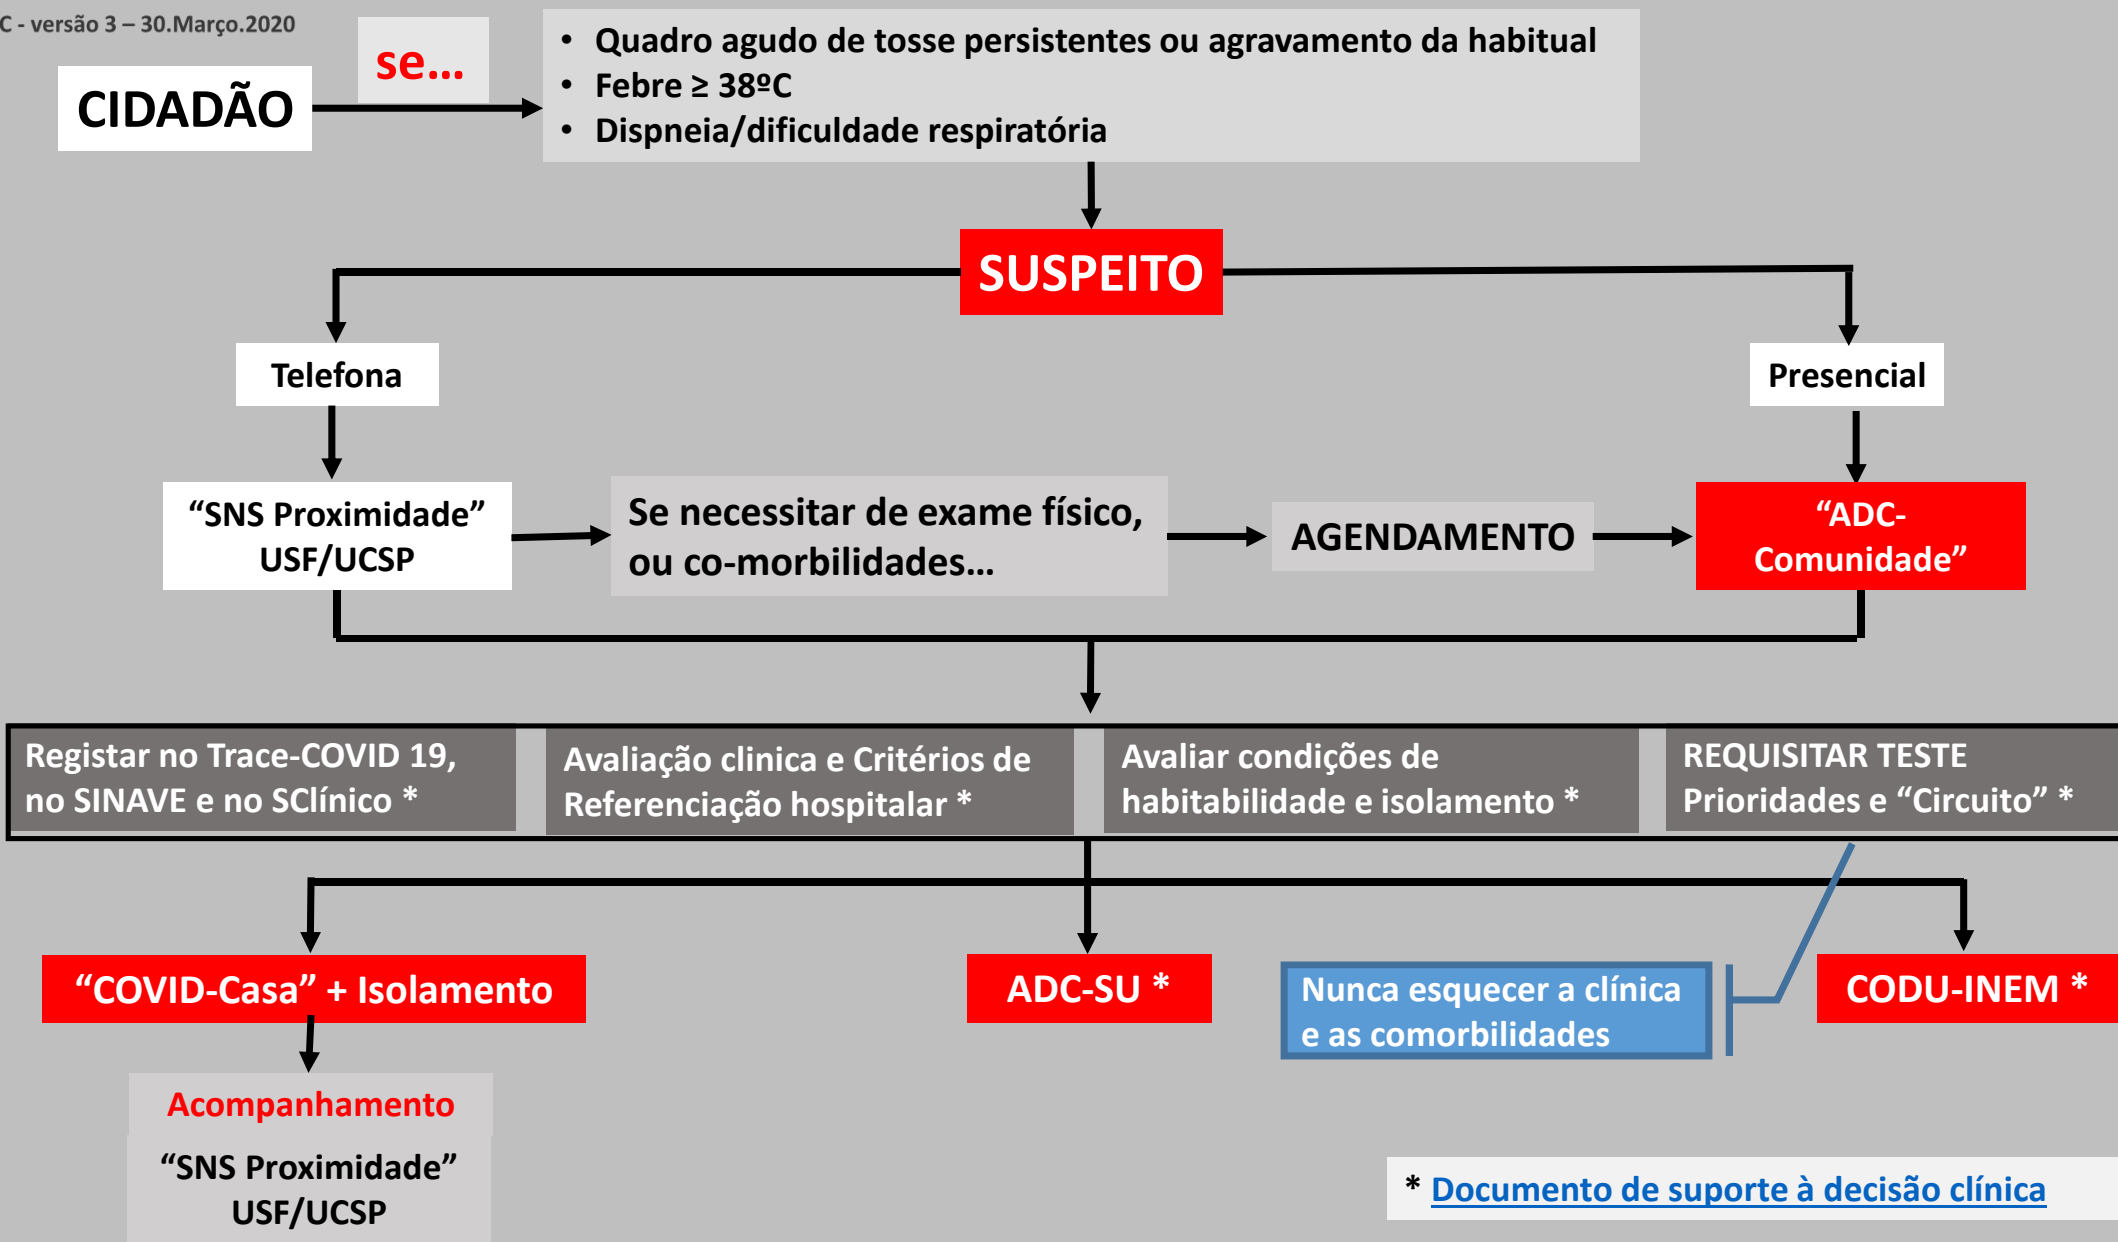 C - versão 3 – 30.Março.2020
se...
CIDADÃO
• Quadro agudo de tosse persistentes ou agravamento da habitual
• Febre ≥ 38ºC
• Dispneia/dificuldade respiratória
SUSPEITO
Telefona
Presencial
“SNS Proximidade”
USF/UCSP
Se necessitar de exame físico,
ou co-morbilidades...
AGENDAMENTO
“ADC-
Comunidade”
Registar no Trace-COVID 19,
no SINAVE e no SClínico *
Avaliação clinica e Critérios de
Referenciação hospitalar *
Avaliar condições de
habitabilidade e isolamento *
REQUISITAR TESTE
Prioridades e “Circuito” *
“COVID-Casa” + Isolamento
ADC-SU *
Nunca esquecer a clínica
e as comorbilidades
CODU-INEM *
Acompanhamento
“SNS Proximidade”
USF/UCSP
* Documento de suporte à decisão clínica